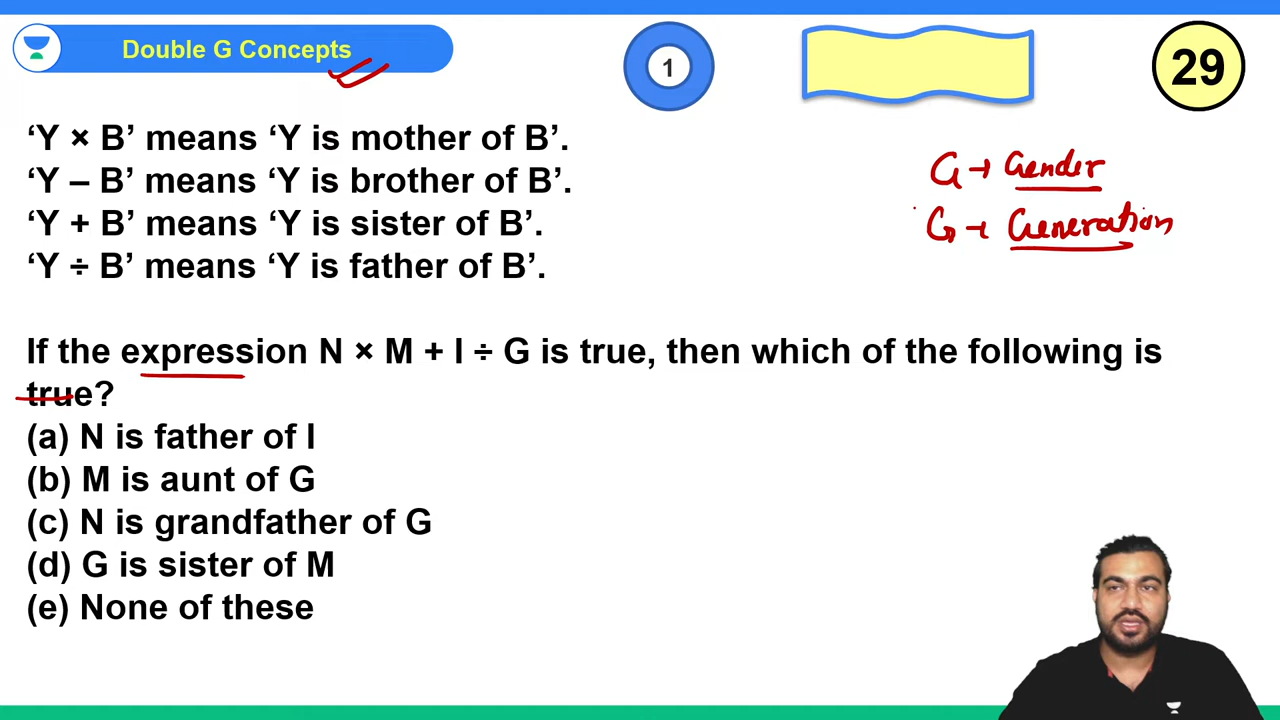 Double G Concepts
1
29
‘Y × B’ means ‘Y is mother of B’.
‘Y – B’ means ‘Y is brother of B’.
‘Y + B’ means ‘Y is sister of B’.
‘Y ÷ B’ means ‘Y is father of B’.
G → Gender
G → Generation
If the expression N × M + I ÷ G is true, then which of the following is
true?
(a) N is father of I
(b) M is aunt of G
(c) N is grandfather of G
(d) G is sister of M
(e) None of these